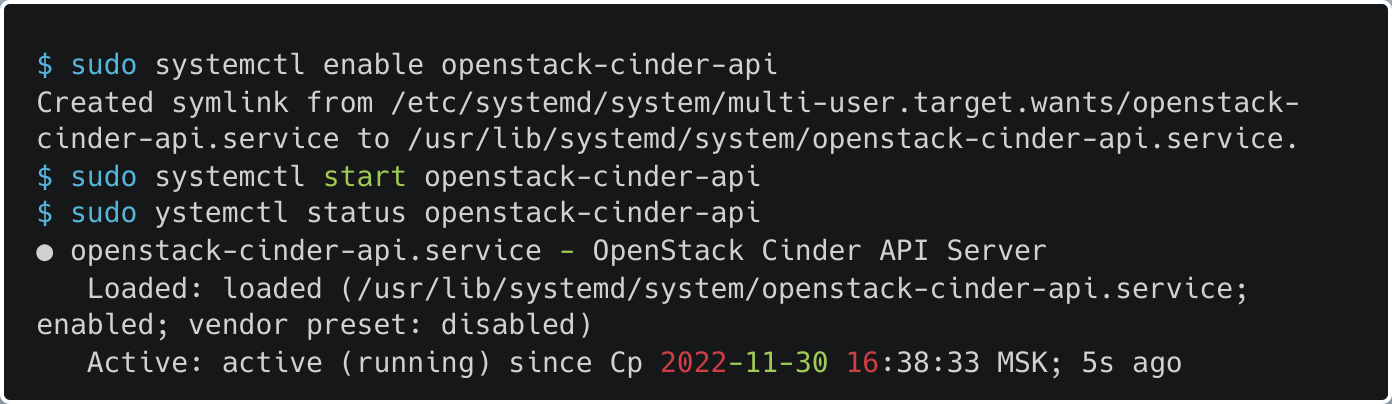 $ sudo systemctl enable openstack-cinder-api
Created symlink from /etc/systemd/system/multi-user.target.wants/openstack-
cinder-api.service to /usr/lib/systemd/system/openstack-cinder-api.service.
$ sudo systemctl start openstack-cinder-api
$ sudo ystemctl status openstack-cinder-api
● openstack-cinder-api.service - OpenStack Cinder API Server
   Loaded: loaded (/usr/lib/systemd/system/openstack-cinder-api.service;
enabled; vendor preset: disabled)
   Active: active (running) since Ср 2022-11-30 16:38:33 MSK; 5s ago